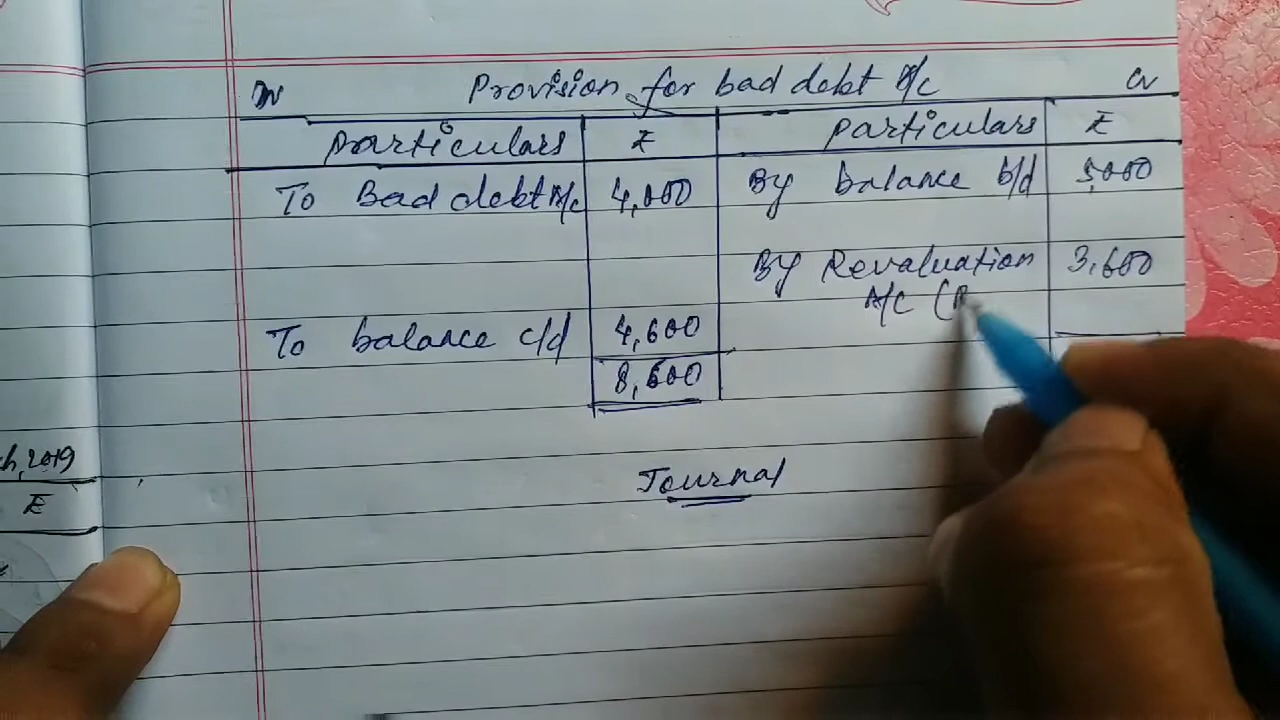 Dr Provision for bad debt A/c Cr
Particulars ₹ Particulars ₹
To Bad debt A/c 4,000 By balance b/d 5,000
By Revaluation 3,600
A/c (
To balance c/d 4,600
8,600
Journal
h, 2019
₹